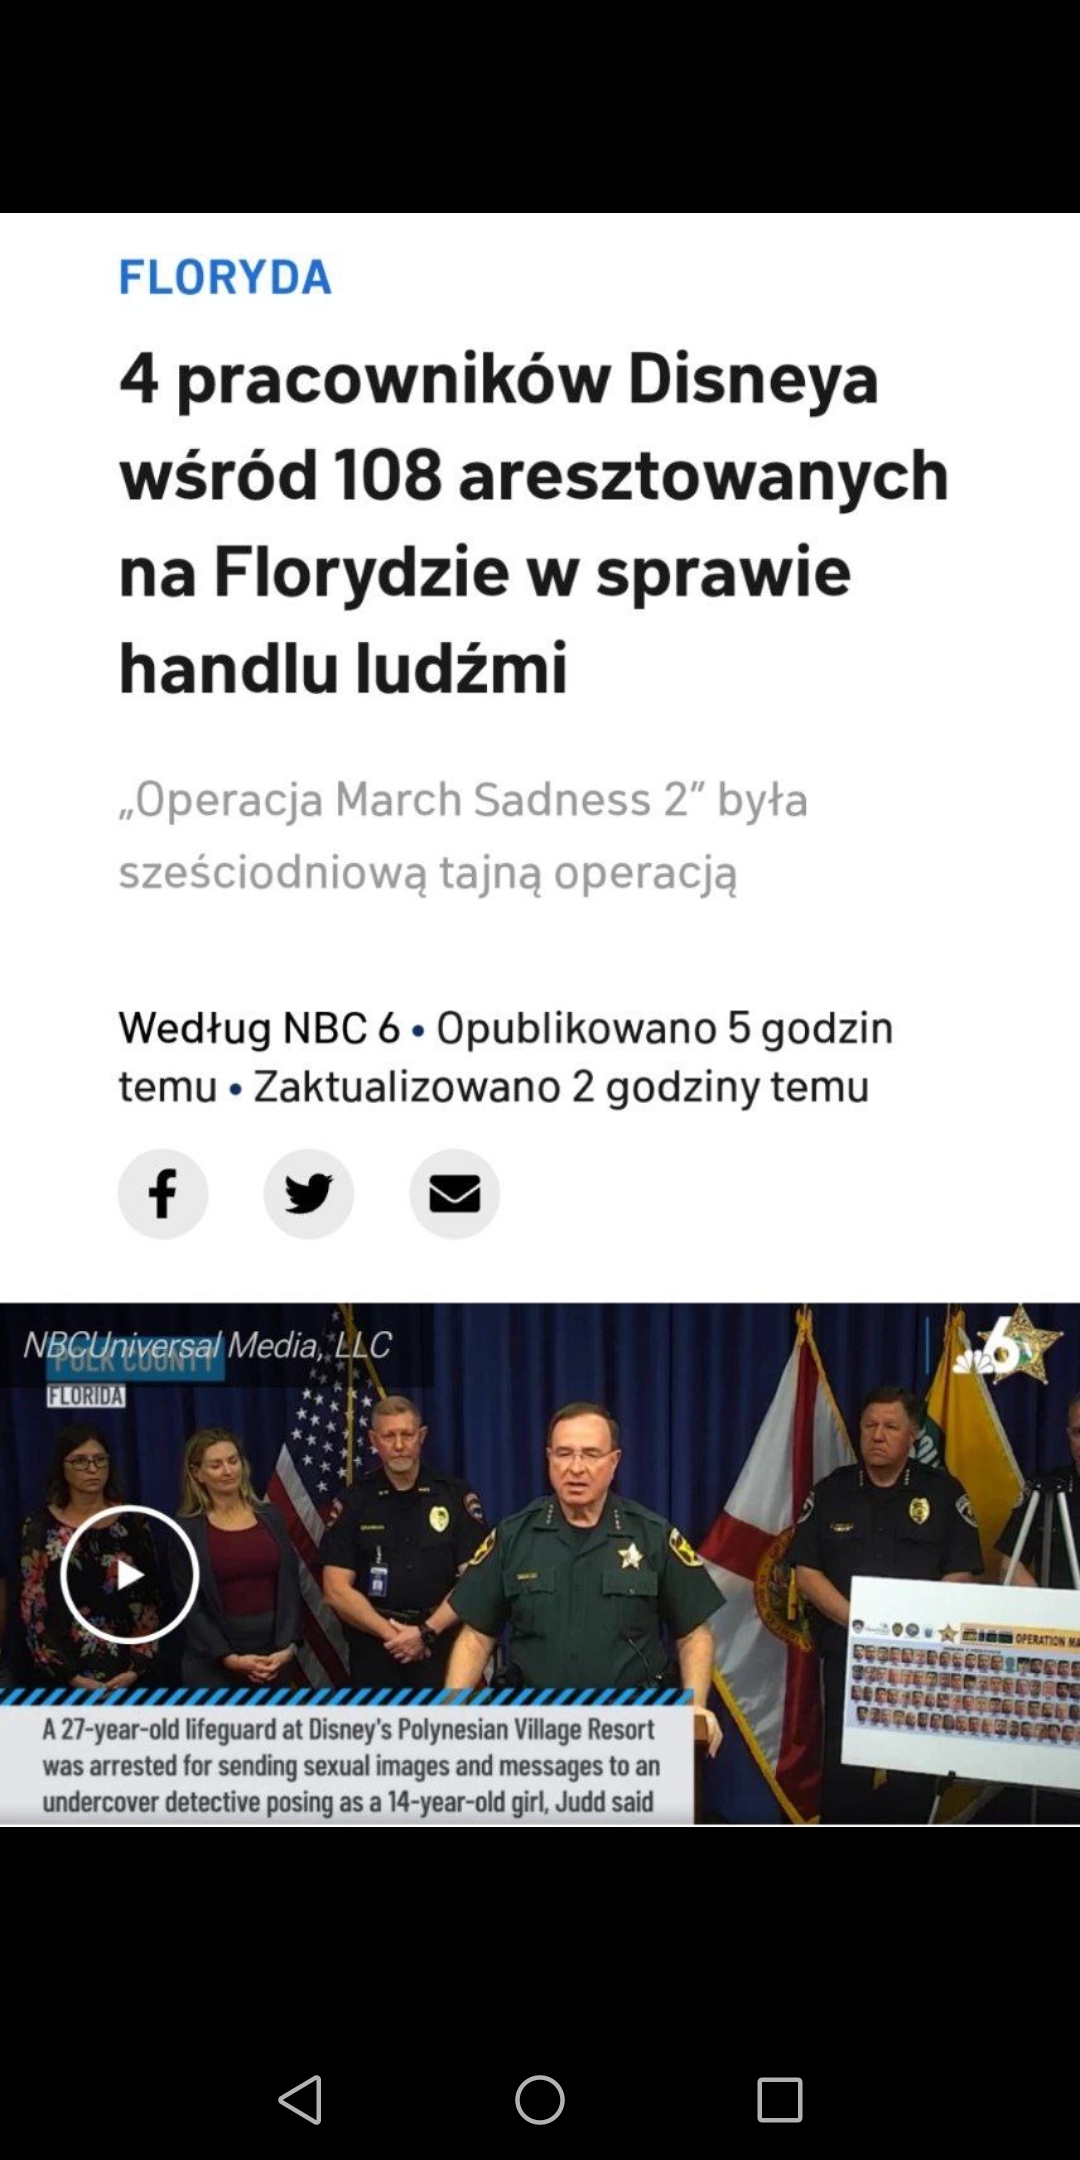 FLORYDA
4 pracowników Disneya
wśród 108 aresztowanych
na Florydzie w sprawie
handlu ludźmi
„Operacja March Sadness 2” była
sześciodniową tajną operacją
Według NBC 6 • Opublikowano 5 godzin
temu • Zaktualizowano 2 godziny temu
NBCUniversal Media, LLC
POLK COUNTY
FLORIDA
6
OPERATION
A 27-year-old lifeguard at Disney's Polynesian Village Resort
was arrested for sending sexual images and messages to an
undercover detective posing as a 14-year-old girl, Judd said